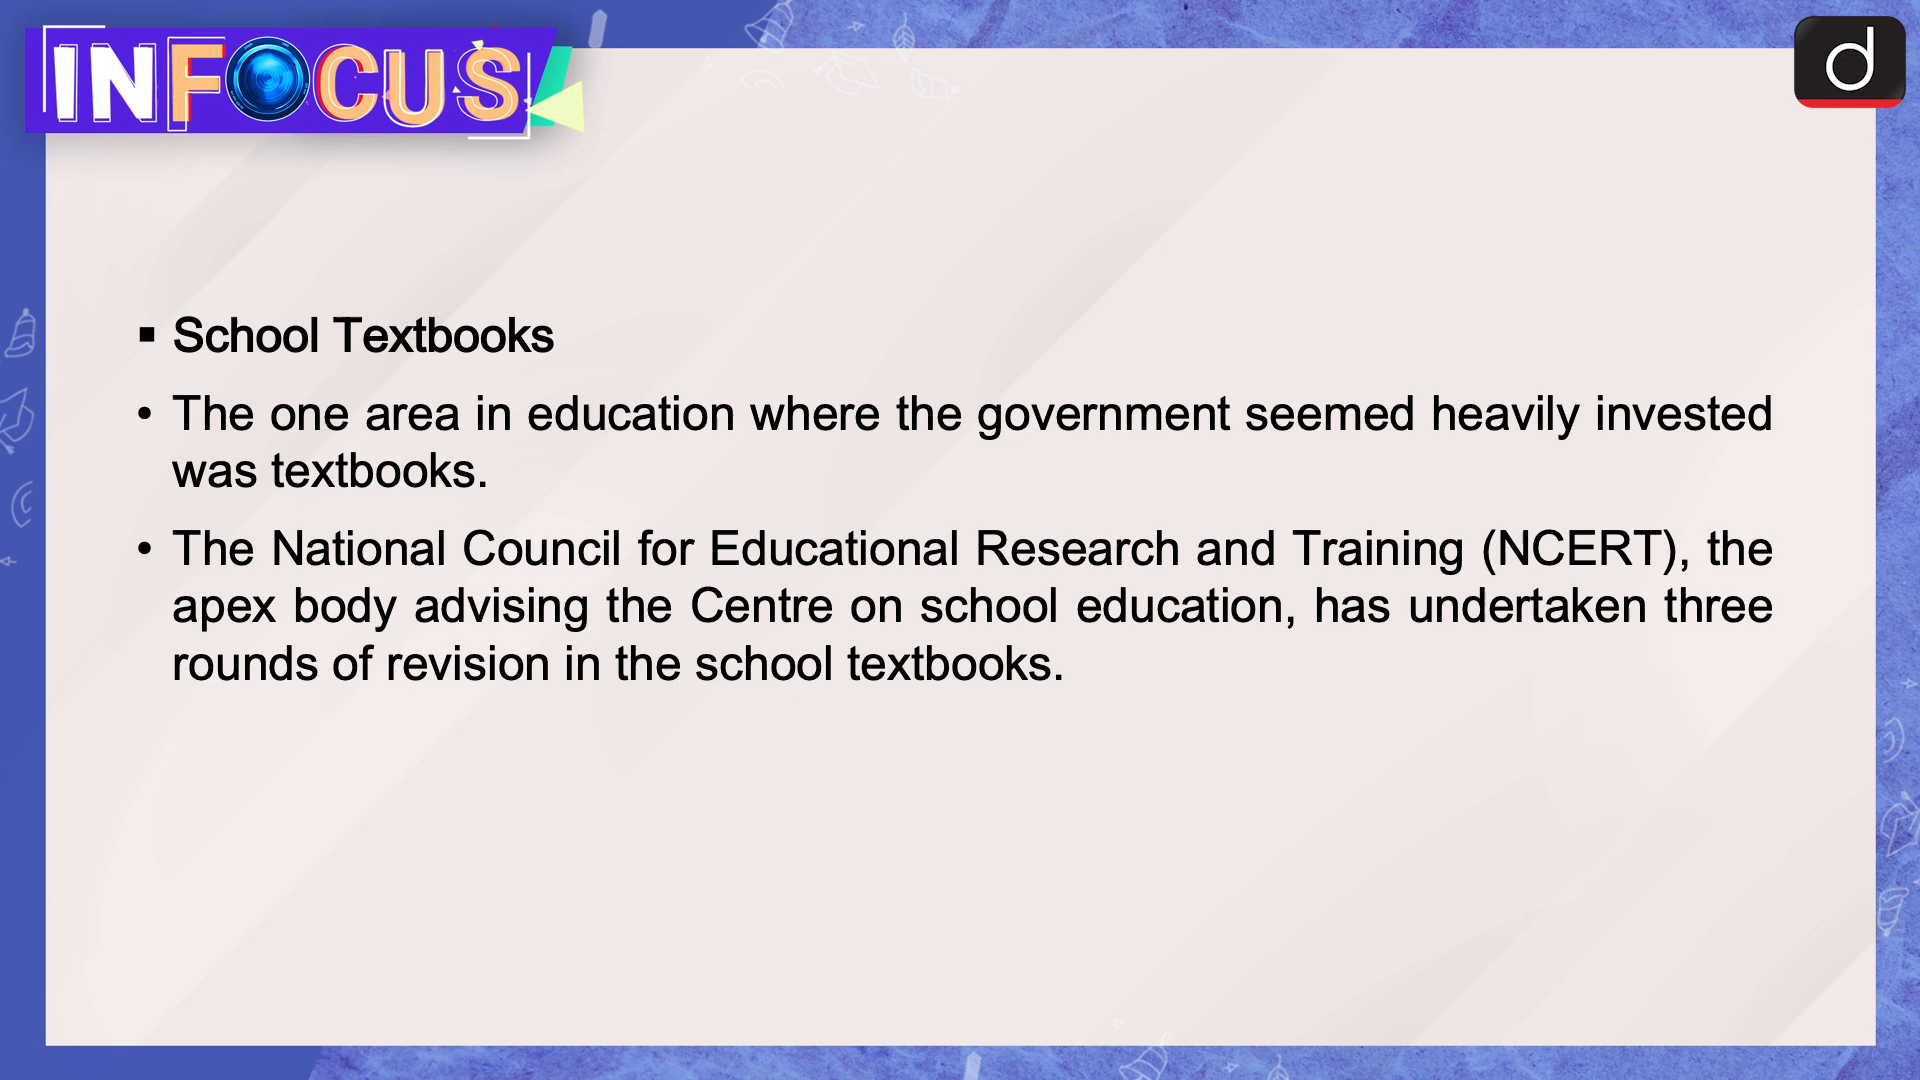 INFOCUS
d
▪ School Textbooks
• The one area in education where the government seemed heavily invested
was textbooks.
• The National Council for Educational Research and Training (NCERT), the
apex body advising the Centre on school education, has undertaken three
rounds of revision in the school textbooks.